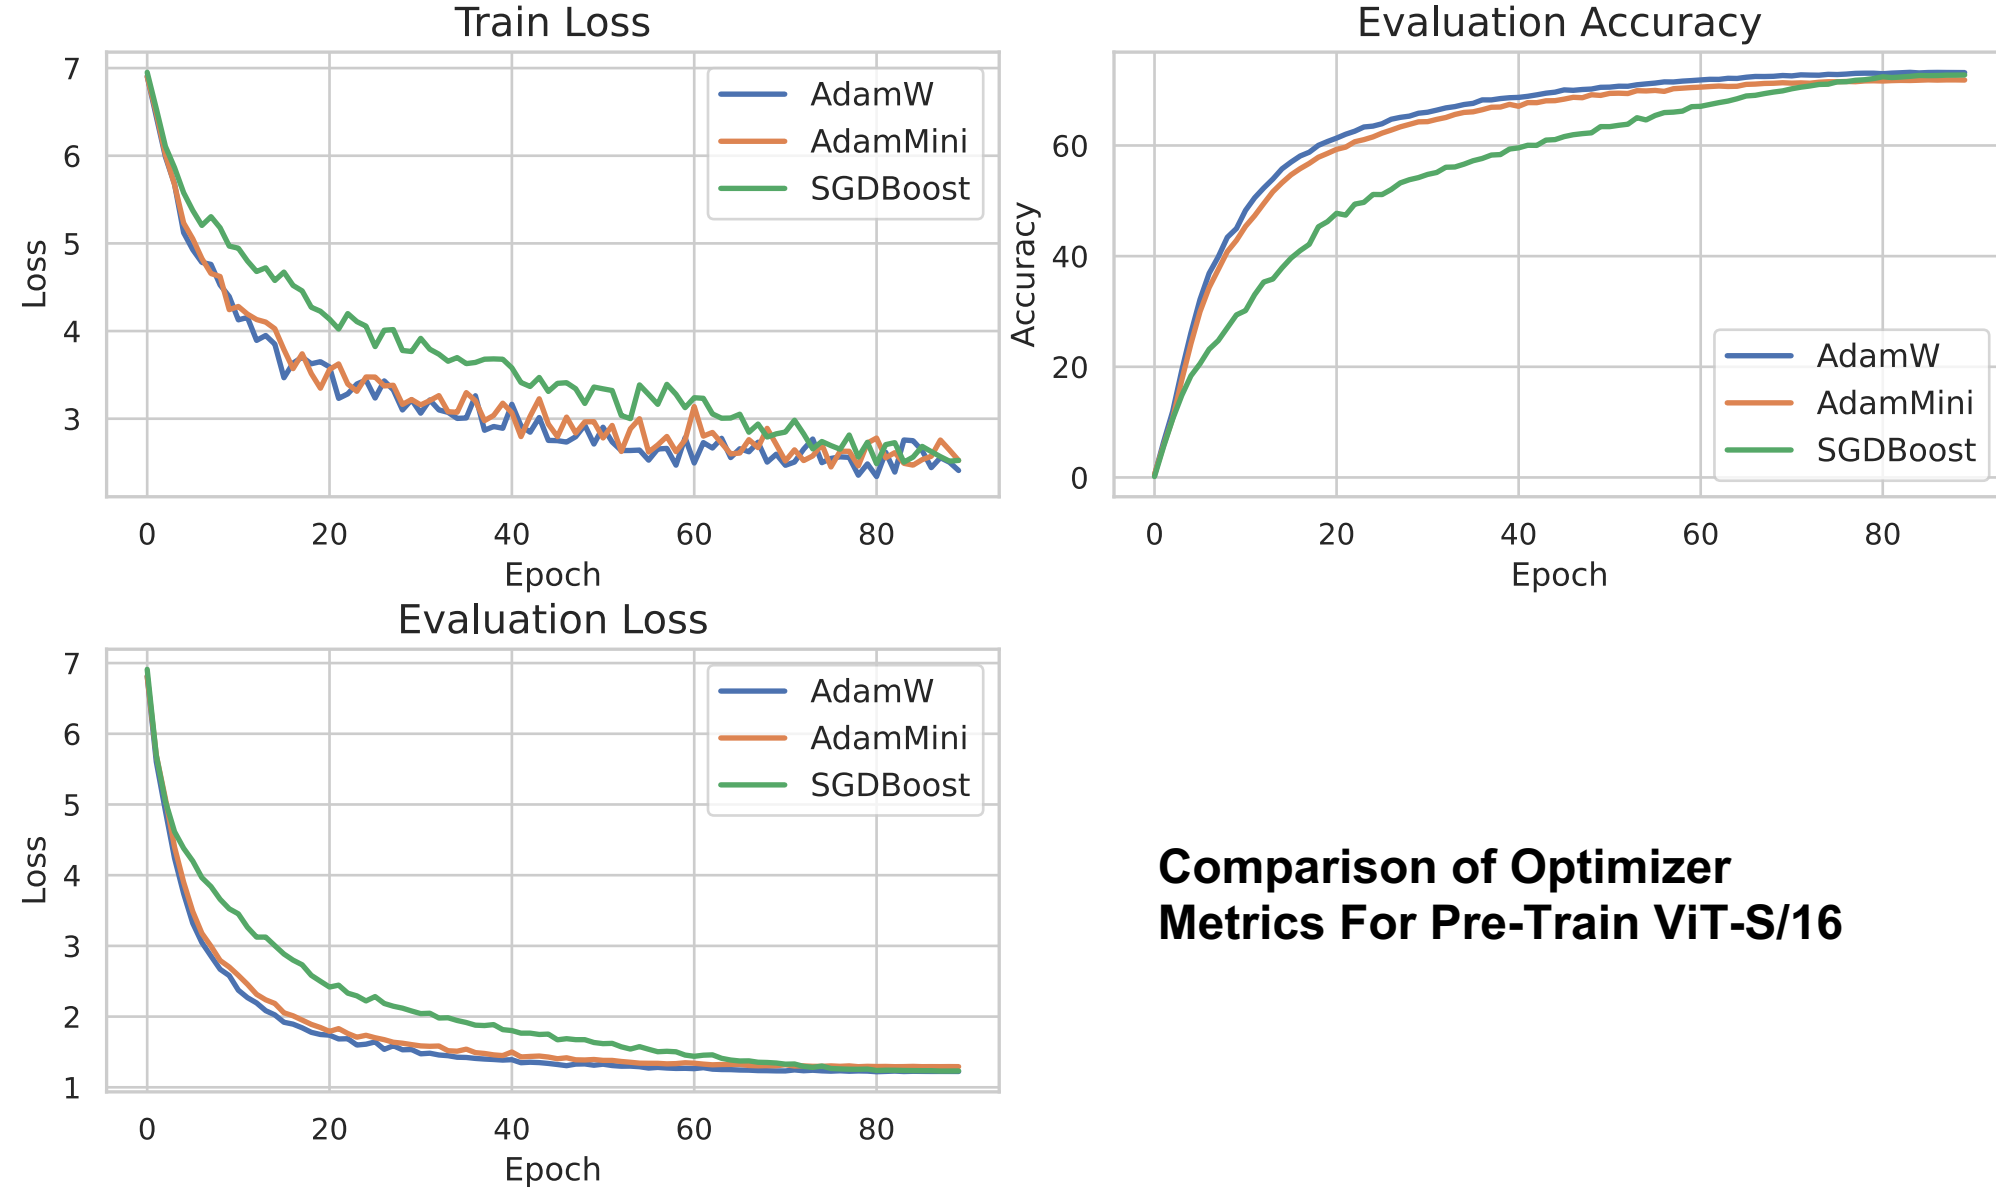 Train Loss
7
6
5
4
3
Loss
AdamW
AdamMini
SGDBoost
0 20 40 60 80
Epoch
Evaluation Accuracy
60
40
20
0
Accuracy
AdamW
AdamMini
SGDBoost
0 20 40 60 80
Epoch
Evaluation Loss
7
6
5
4
3
2
1
Loss
AdamW
AdamMini
SGDBoost
0 20 40 60 80
Epoch
Comparison of Optimizer
Metrics For Pre-Train ViT-S/16